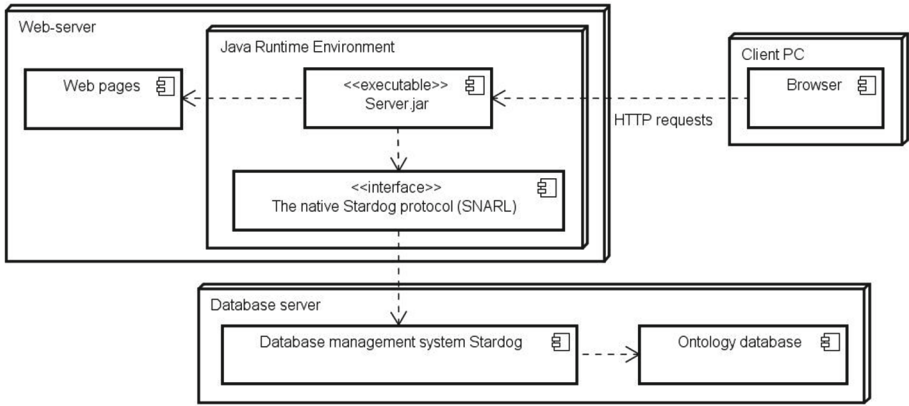 Web-server
Java Runtime Environment
Client PC
Web pages
<<executable>>
Server.jar
Browser
HTTP requests
<<interface>>
The native Stardog protocol (SNARL)
Database server
Database management system Stardog
Ontology database